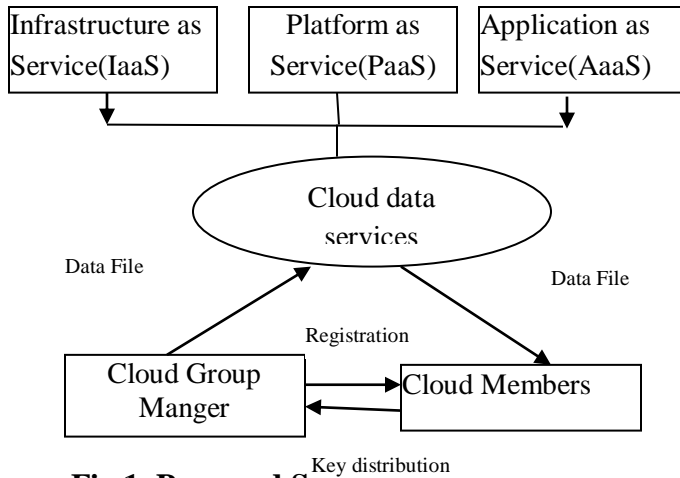 Infrastructure as
Service(IaaS)
Platform as
Service(PaaS)
Application as
Service(AaaS)
Cloud data
services
Data File
Data File
Registration
Cloud Group
Manger
Cloud Members
Key distribution
Fig 1: Proposed S